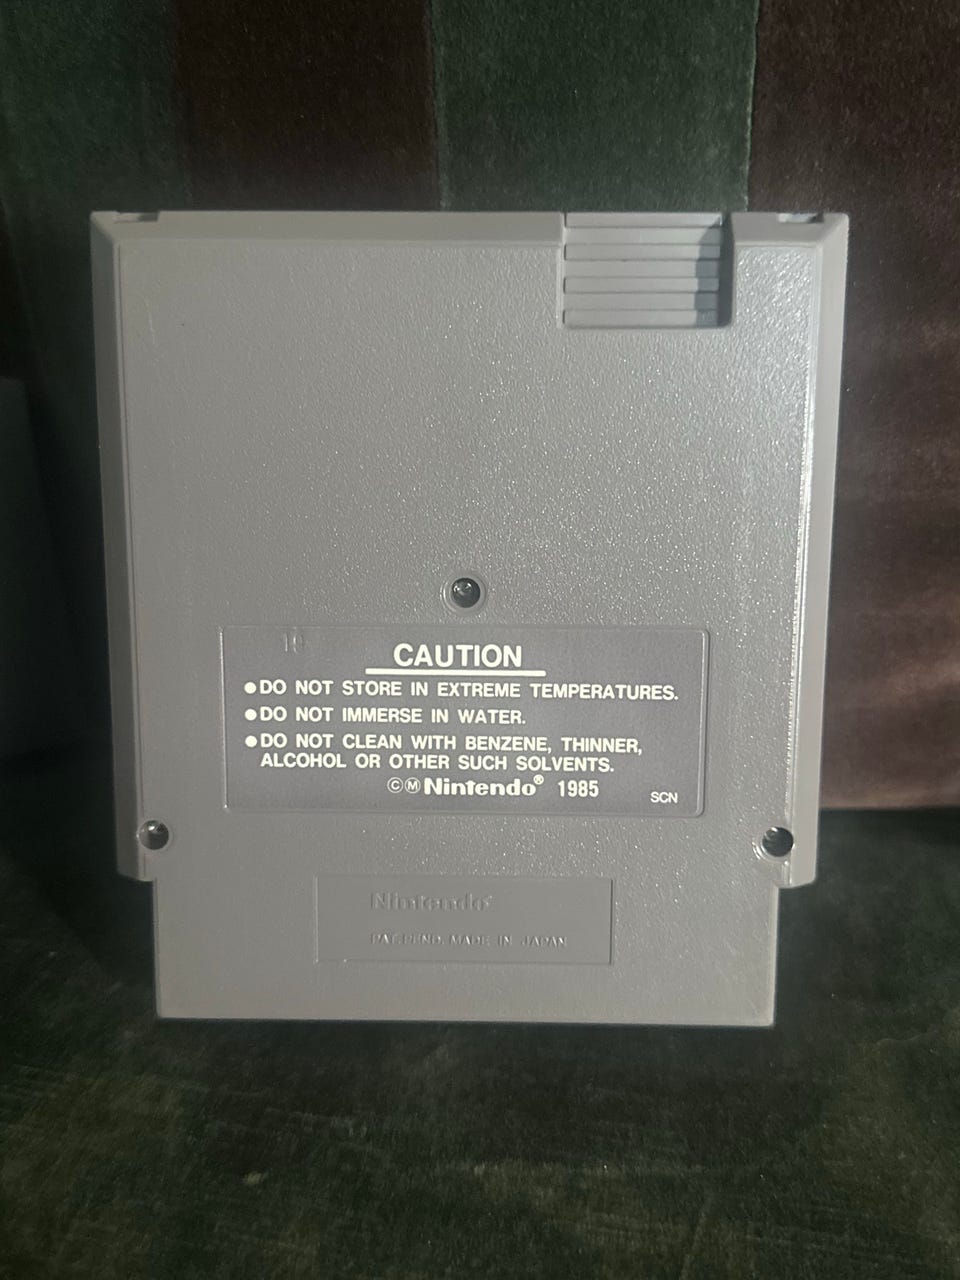 10
CAUTION
●DO NOT STORE IN EXTREME TEMPERATURES.
●DO NOT IMMERSE IN WATER.
●DO NOT CLEAN WITH BENZENE, THINNER,
ALCOHOL OR OTHER SUCH SOLVENTS.
©Ⓜ Nintendo® 1985
SCN
Nintendo®
PAT. PEND. MADE IN JAPAN